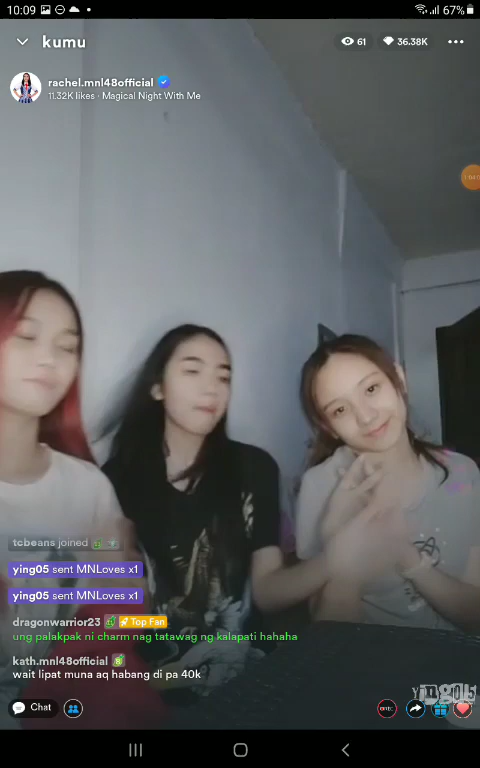 10:09 67%
kumu 61 36.38K
rachel.mnl48official
11.32K likes · Magical Night With Me
tcbeans joined
ying05 sent MNLoves x1
ying05 sent MNLoves x1
dragonwarrior23 Top Fan
ung palakpak ni charm nag tatawag ng kalapati hahaha
kath.mnl48official
wait lipat muna aq habang di pa 40k
Chat